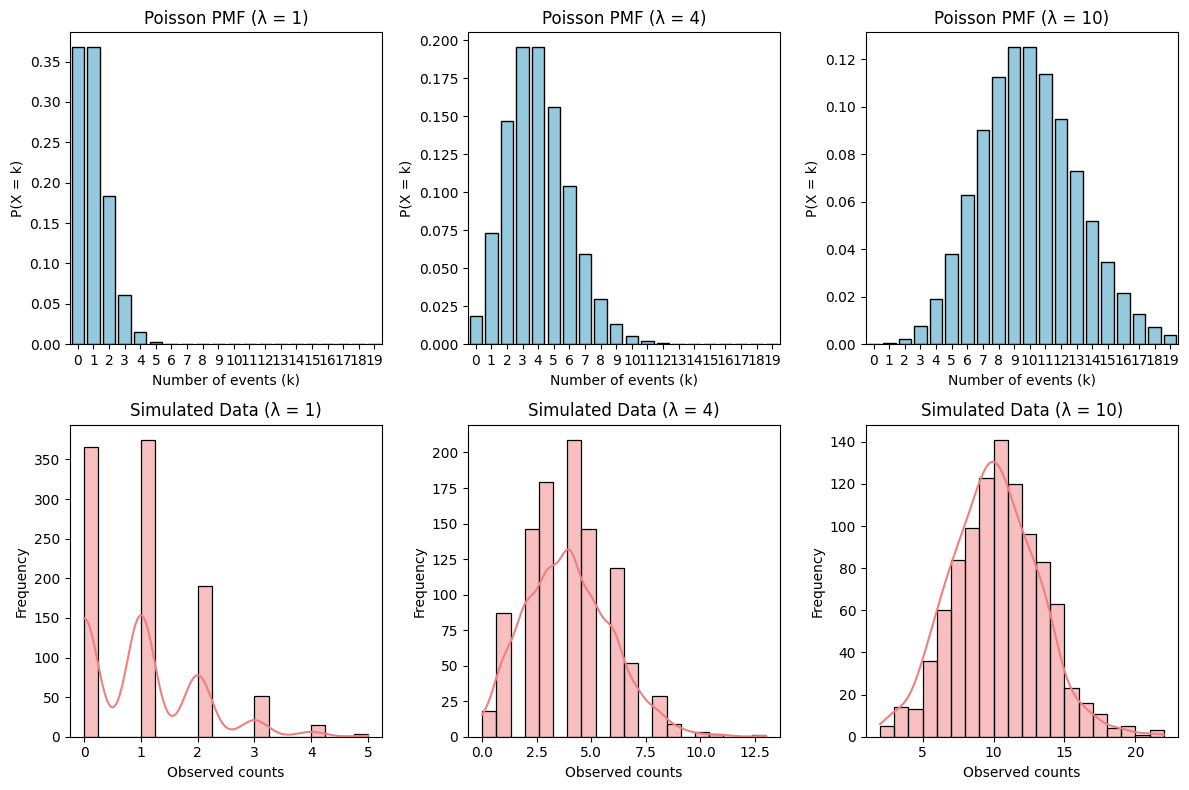 Poisson PMF (λ = 1)
0.35
0.30
0.25
0.20
0.15
0.10
0.05
0.00
P(X = k)
0 1 2 3 4 5 6 7 8 9 10 11 12 13 14 15 16 17 18 19
Number of events (k)
Poisson PMF (λ = 4)
0.200
0.175
0.150
0.125
0.100
0.075
0.050
0.025
0.000
P(X = k)
0 1 2 3 4 5 6 7 8 9 10 11 12 13 14 15 16 17 18 19
Number of events (k)
Poisson PMF (λ = 10)
0.12
0.10
0.08
0.06
0.04
0.02
0.00
P(X = k)
0 1 2 3 4 5 6 7 8 9 10 11 12 13 14 15 16 17 18 19
Number of events (k)
Simulated Data (λ = 1)
350
300
250
200
150
100
50
0
Frequency
0 1 2 3 4 5
Observed counts
Simulated Data (λ = 4)
200
175
150
125
100
75
50
25
0
Frequency
0.0 2.5 5.0 7.5 10.0 12.5
Observed counts
Simulated Data (λ = 10)
140
120
100
80
60
40
20
0
Frequency
5 10 15 20
Observed counts